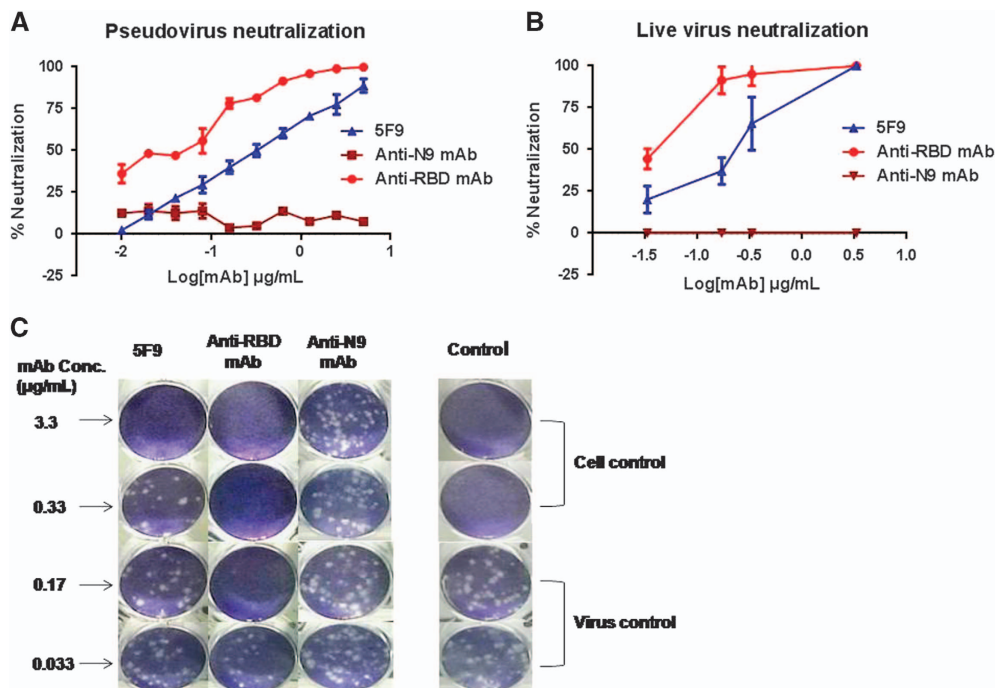 A
Pseudovirus neutralization
% Neutralization
100
75
50
25
0
-25
-2
-1
0
1
Log[mAb] µg/mL
5F9
Anti-N9 mAb
Anti-RBD mAb
B
Live virus neutralization
% Neutralization
100
75
50
25
0
-25
-1.5
-1.0
-0.5
0.0
0.5
1.0
Log[mAb] µg/mL
5F9
Anti-RBD mAb
Anti-N9 mAb
C
mAb Conc.
(µg/mL)
5F9
Anti-RBD
mAb
Anti-N9
mAb
Control
3.3
0.33
0.17
0.033
Cell control
Virus control